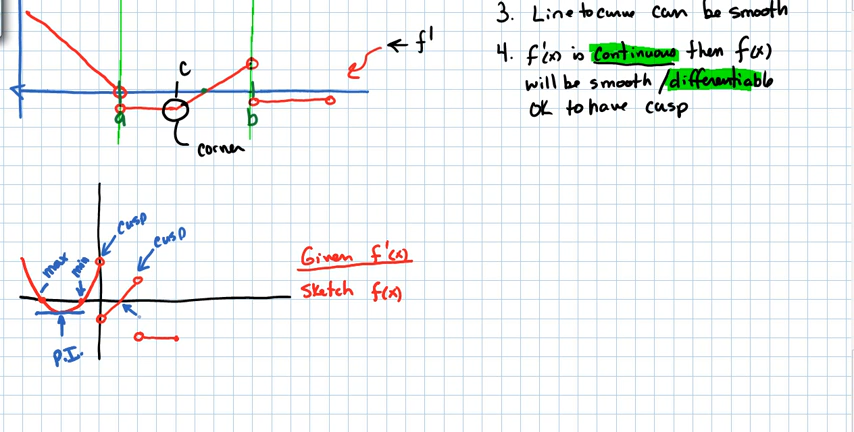 3. Line to curve can be smooth
← f'
4. f'(x) is continuous then f(x)
will be smooth / differentiable
OK to have cusp
c
a
b
corner
cusp
cusp
max
min
Given f'(x)
sketch f(x)
P.I.